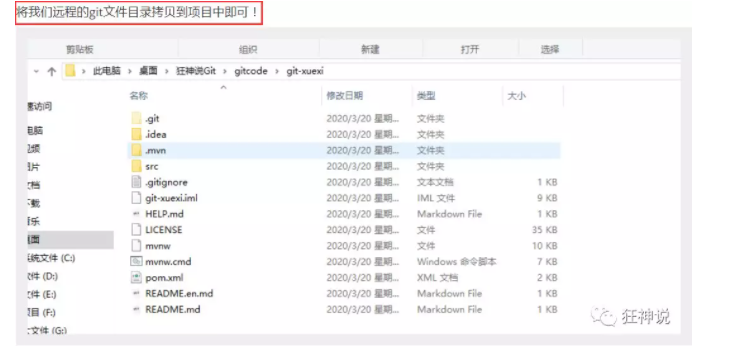 将我们远程的git文件目录拷贝到项目中即可！
剪贴板 组织 新建 打开 选择
此电脑 > 桌面 > 狂神说Git > gitcode > git-xuexi
名称 修改日期 类型 大小
速访问
.git 2020/3/20 星期... 文件夹
电脑
.idea 2020/3/20 星期... 文件夹
视频
.mvn 2020/3/20 星期... 文件夹
图片
src 2020/3/20 星期... 文件夹
文档
.gitignore 2020/3/20 星期... 文本文档 1 KB
下载
git-xuexi.iml 2020/3/20 星期... IML 文件 9 KB
音乐
HELP.md 2020/3/20 星期... Markdown File 1 KB
桌面
LICENSE 2020/3/20 星期... 文件 35 KB
mvnw 2020/3/20 星期... 文件 10 KB
系统文件 (C:)
mvnw.cmd 2020/3/20 星期... Windows 命令脚本 7 KB
文件 (D:)
pom.xml 2020/3/20 星期... XML 文档 2 KB
文件 (E:)
README.en.md 2020/3/20 星期... Markdown File 1 KB
项目 (F:)
README.md 2020/3/20 星期... Markdown File 1 KB
文件 (G:)
狂神说